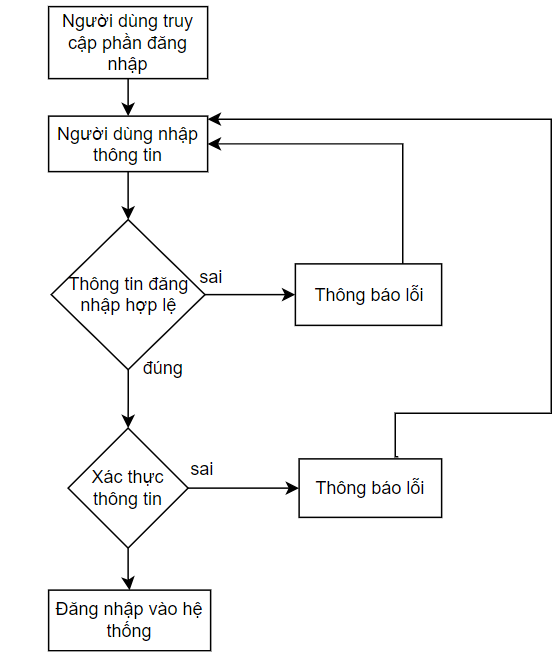 Người dùng truy
cập phần đăng
nhập
Người dùng nhập
thông tin
Thông tin đăng
nhập hợp lệ
sai
Thông báo lỗi
đúng
Xác thực
thông tin
sai
Thông báo lỗi
Đăng nhập vào hệ
thống